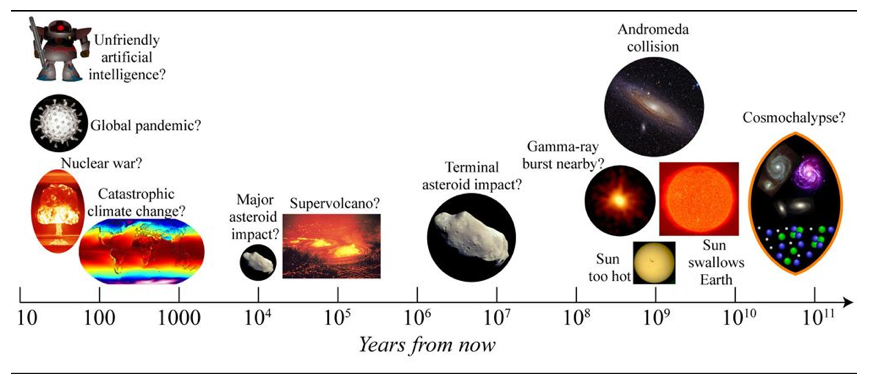 Unfriendly
artificial
intelligence?
Global pandemic?
Nuclear war?
Catastrophic
climate change?
Major
asteroid
impact?
Supervolcano?
Terminal
asteroid impact?
Gamma-ray
burst nearby?
Andromeda
collision
Sun
too hot
Sun
swallows
Earth
Cosmochalypse?
10 100 1000 10⁴ 10⁵ 10⁶ 10⁷ 10⁸ 10⁹ 10¹⁰ 10¹¹
Years from now